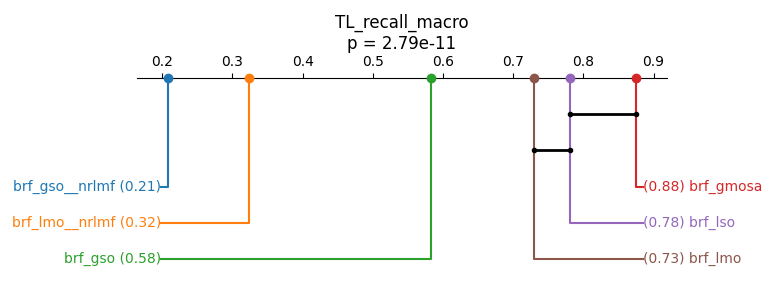 TL_recall_macro
p = 2.79e-11
0.2 0.3 0.4 0.5 0.6 0.7 0.8 0.9
brf_gso__nrlmf (0.21) (0.88) brf_gmosa
brf_lmo__nrlmf (0.32) (0.78) brf_lso
brf_gso (0.58) (0.73) brf_lmo